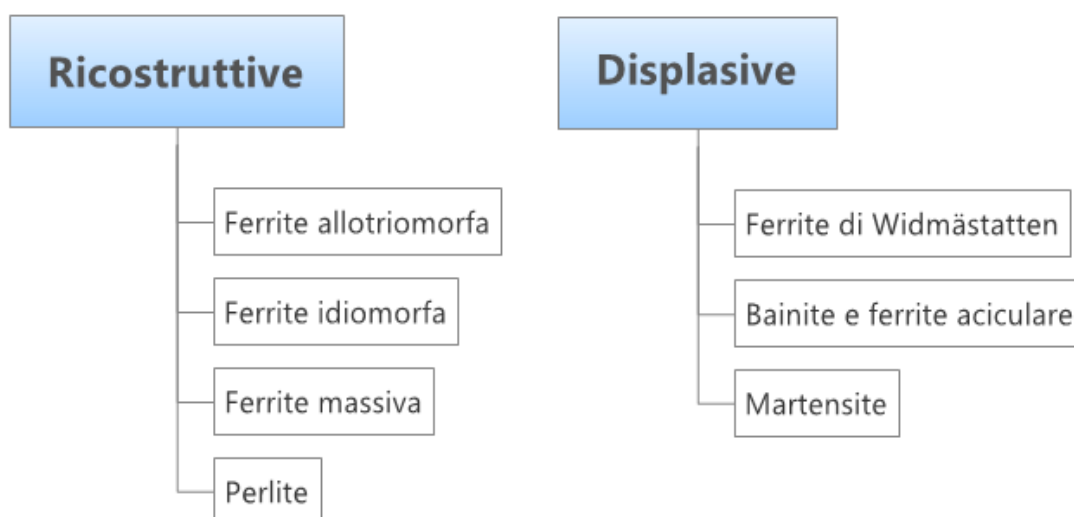 Ricostruttive
Ferrite allotriomorfa
Ferrite idiomorfa
Ferrite massiva
Perlite
Displasive
Ferrite di Widmästatten
Bainite e ferrite aciculare
Martensite